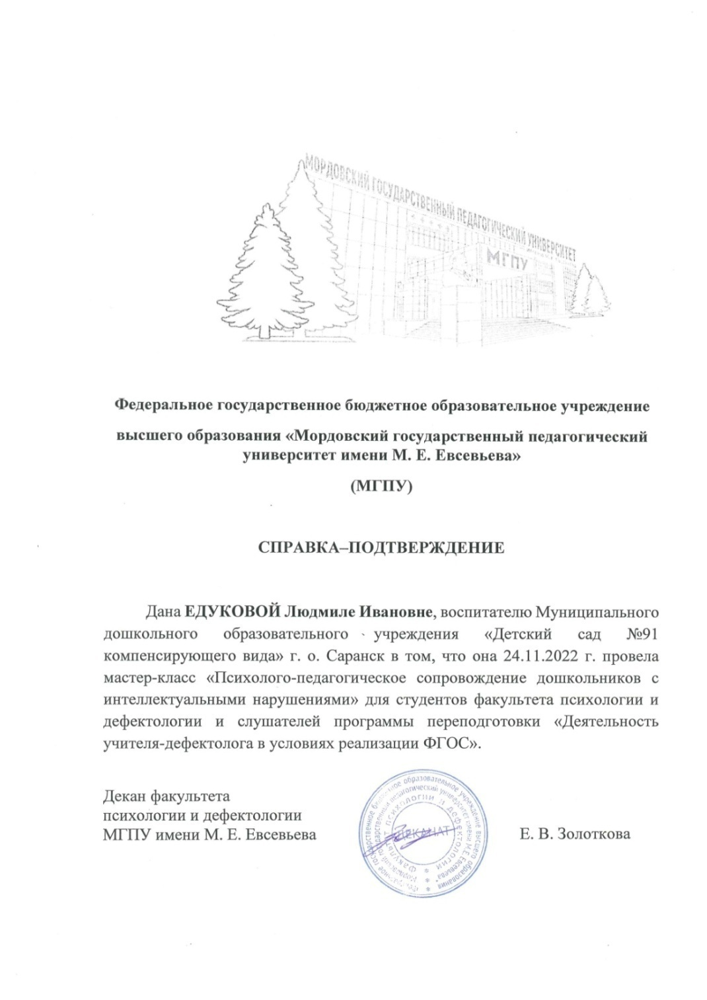 МОРДОВСКИЙ ГОСУДАРСТВЕННЫЙ ПЕДАГОГИЧЕСКИЙ УНИВЕРСИТЕТ
МГПУ
Федеральное государственное бюджетное образовательное учреждение
высшего образования «Мордовский государственный педагогический
университет имени М. Е. Евсевьева»
(МГПУ)
СПРАВКА–ПОДТВЕРЖДЕНИЕ
Дана ЕДУКОВОЙ Людмиле Ивановне, воспитателю Муниципального
дошкольного образовательного учреждения «Детский сад №91
компенсирующего вида» г. о. Саранск в том, что она 24.11.2022 г. провела
мастер-класс «Психолого-педагогическое сопровождение дошкольников с
интеллектуальными нарушениями» для студентов факультета психологии и
дефектологии и слушателей программы переподготовки «Деятельность
учителя-дефектолога в условиях реализации ФГОС».
Декан факультета
психологии и дефектологии
МГПУ имени М. Е. Евсевьева
Е. В. Золоткова
образовательное учреждение высшего образования
педагогический университет имени М.Е. Евсевьева"
Факультет психологии и дефектологии
ДЕКАНАТ